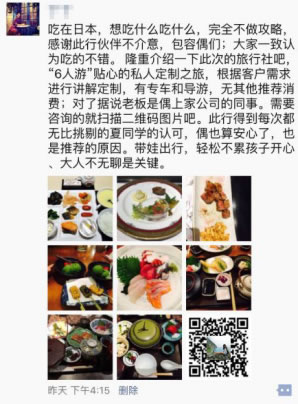 吃在日本，想吃什么吃什么，完全不做攻略，
感谢此行伙伴不介意，包容偶们；大家一致认
为吃的不错。 隆重介绍一下此次的旅行社吧，
“6人游”贴心的私人定制之旅，根据客户需求
进行讲解定制，有专车和导游，无其他推荐消
费；对了据说老板是偶上家公司的同事。需要
咨询的就扫描二维码图片吧。此行得到每次都
无比挑剔的夏同学的认可，偶也算安心了，也
是推荐的原因。带娃出行，轻松不累孩子开心
、大人不无聊是关键。
昨天 下午4:15 删除